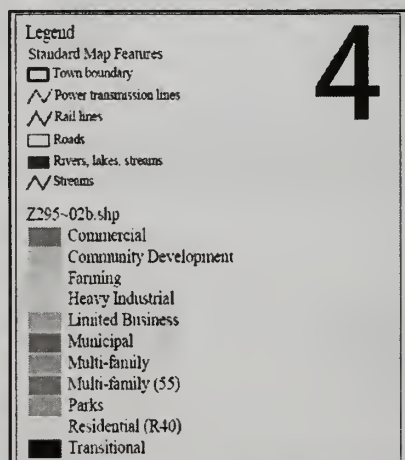 Legend
4
Standard Map Features
Town boundary
Power transmission lines
Rail lines
Roads
Rivers, lakes, streams
Streams
Z295~02b.shp
Commercial
Community Development
Farming
Heavy Industrial
Limited Business
Municipal
Multi-family
Multi-family (55)
Parks
Residential (R40)
Transitional